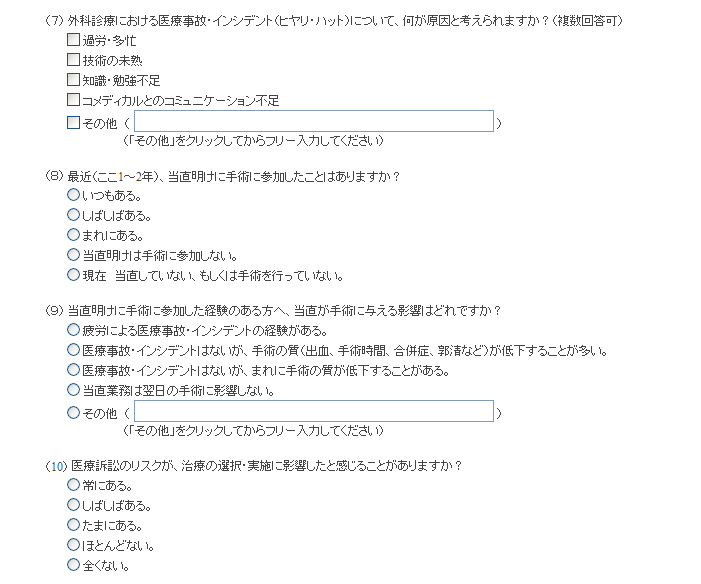 (7) 外科診療における医療事故・インシデント(ヒヤリ・ハット)について、何が原因と考えられますか？(複数回答可)
過労・多忙
技術の未熟
知識・勉強不足
コメディカルとのコミュニケーション不足
その他 ( )
(「その他」をクリックしてからフリー入力してください)
(8) 最近(ここ1～2年)、当直明けに手術に参加したことはありますか？
いつもある。
しばしばある。
まれにある。
当直明けは手術に参加しない。
現在 当直していない、もしくは手術を行っていない。
(9) 当直明けに手術に参加した経験のある方へ、当直が手術に与える影響はどれですか？
疲労による医療事故・インシデントの経験がある。
医療事故・インシデントはないが、手術の質(出血、手術時間、合併症、郭清など)が低下することが多い。
医療事故・インシデントはないが、まれに手術の質が低下することがある。
当直業務は翌日の手術に影響しない。
その他 ( )
(「その他」をクリックしてからフリー入力してください)
(10) 医療訴訟のリスクが、治療の選択・実施に影響したと感じることがありますか？
常にある。
しばしばある。
たまにある。
ほとんどない。
全くない。